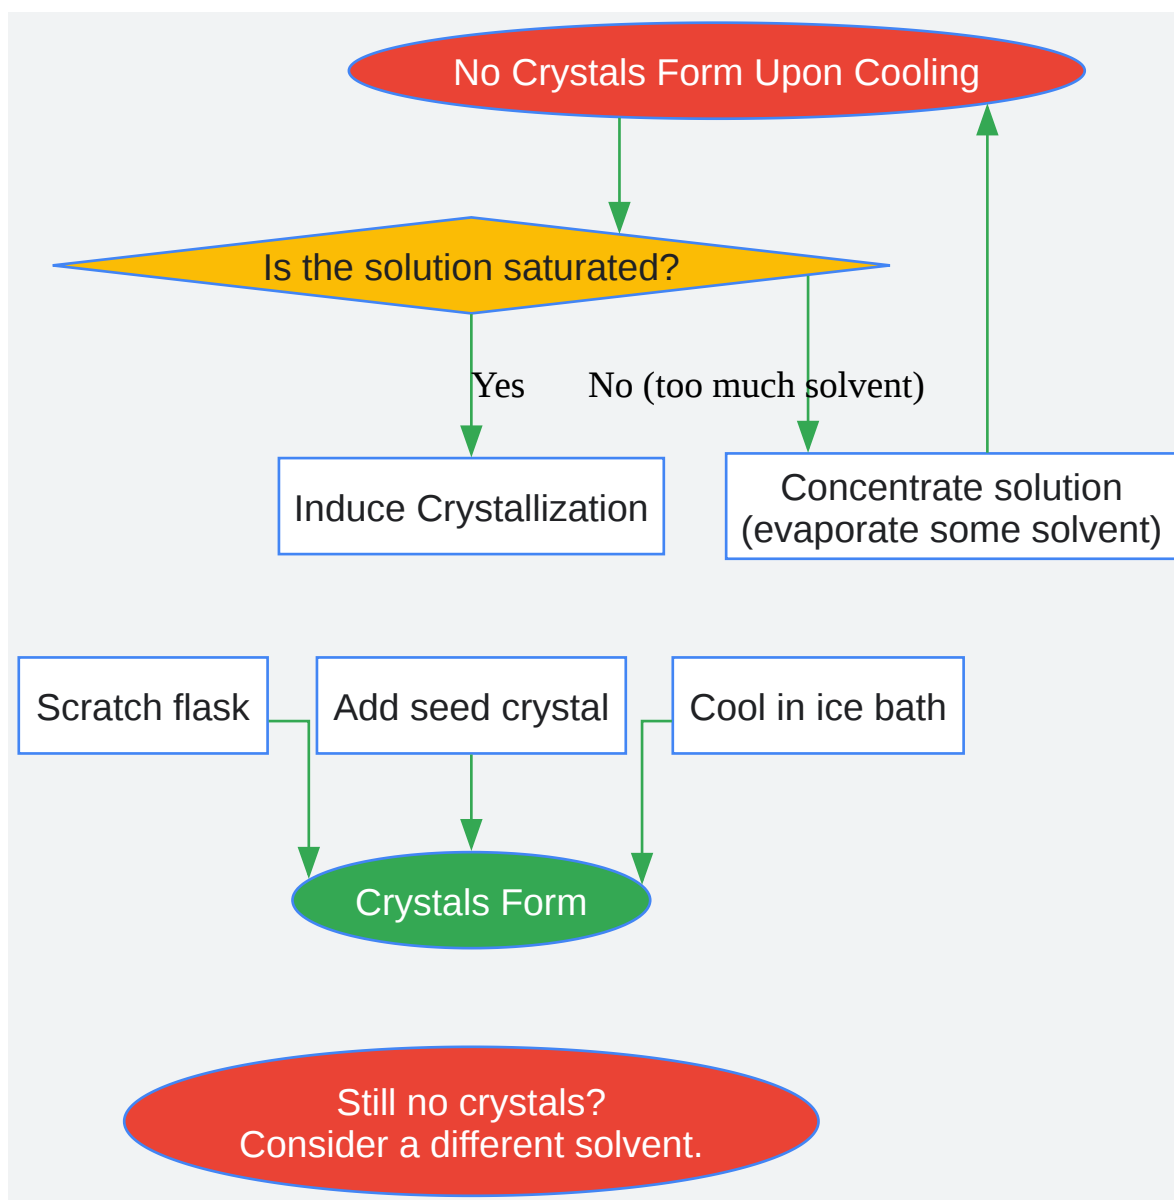 No Crystals Form Upon Cooling
Is the solution saturated?
Yes
No (too much solvent)
Induce Crystallization
Concentrate solution
(evaporate some solvent)
Scratch flask
Add seed crystal
Cool in ice bath
Crystals Form
Still no crystals?
Consider a different solvent.